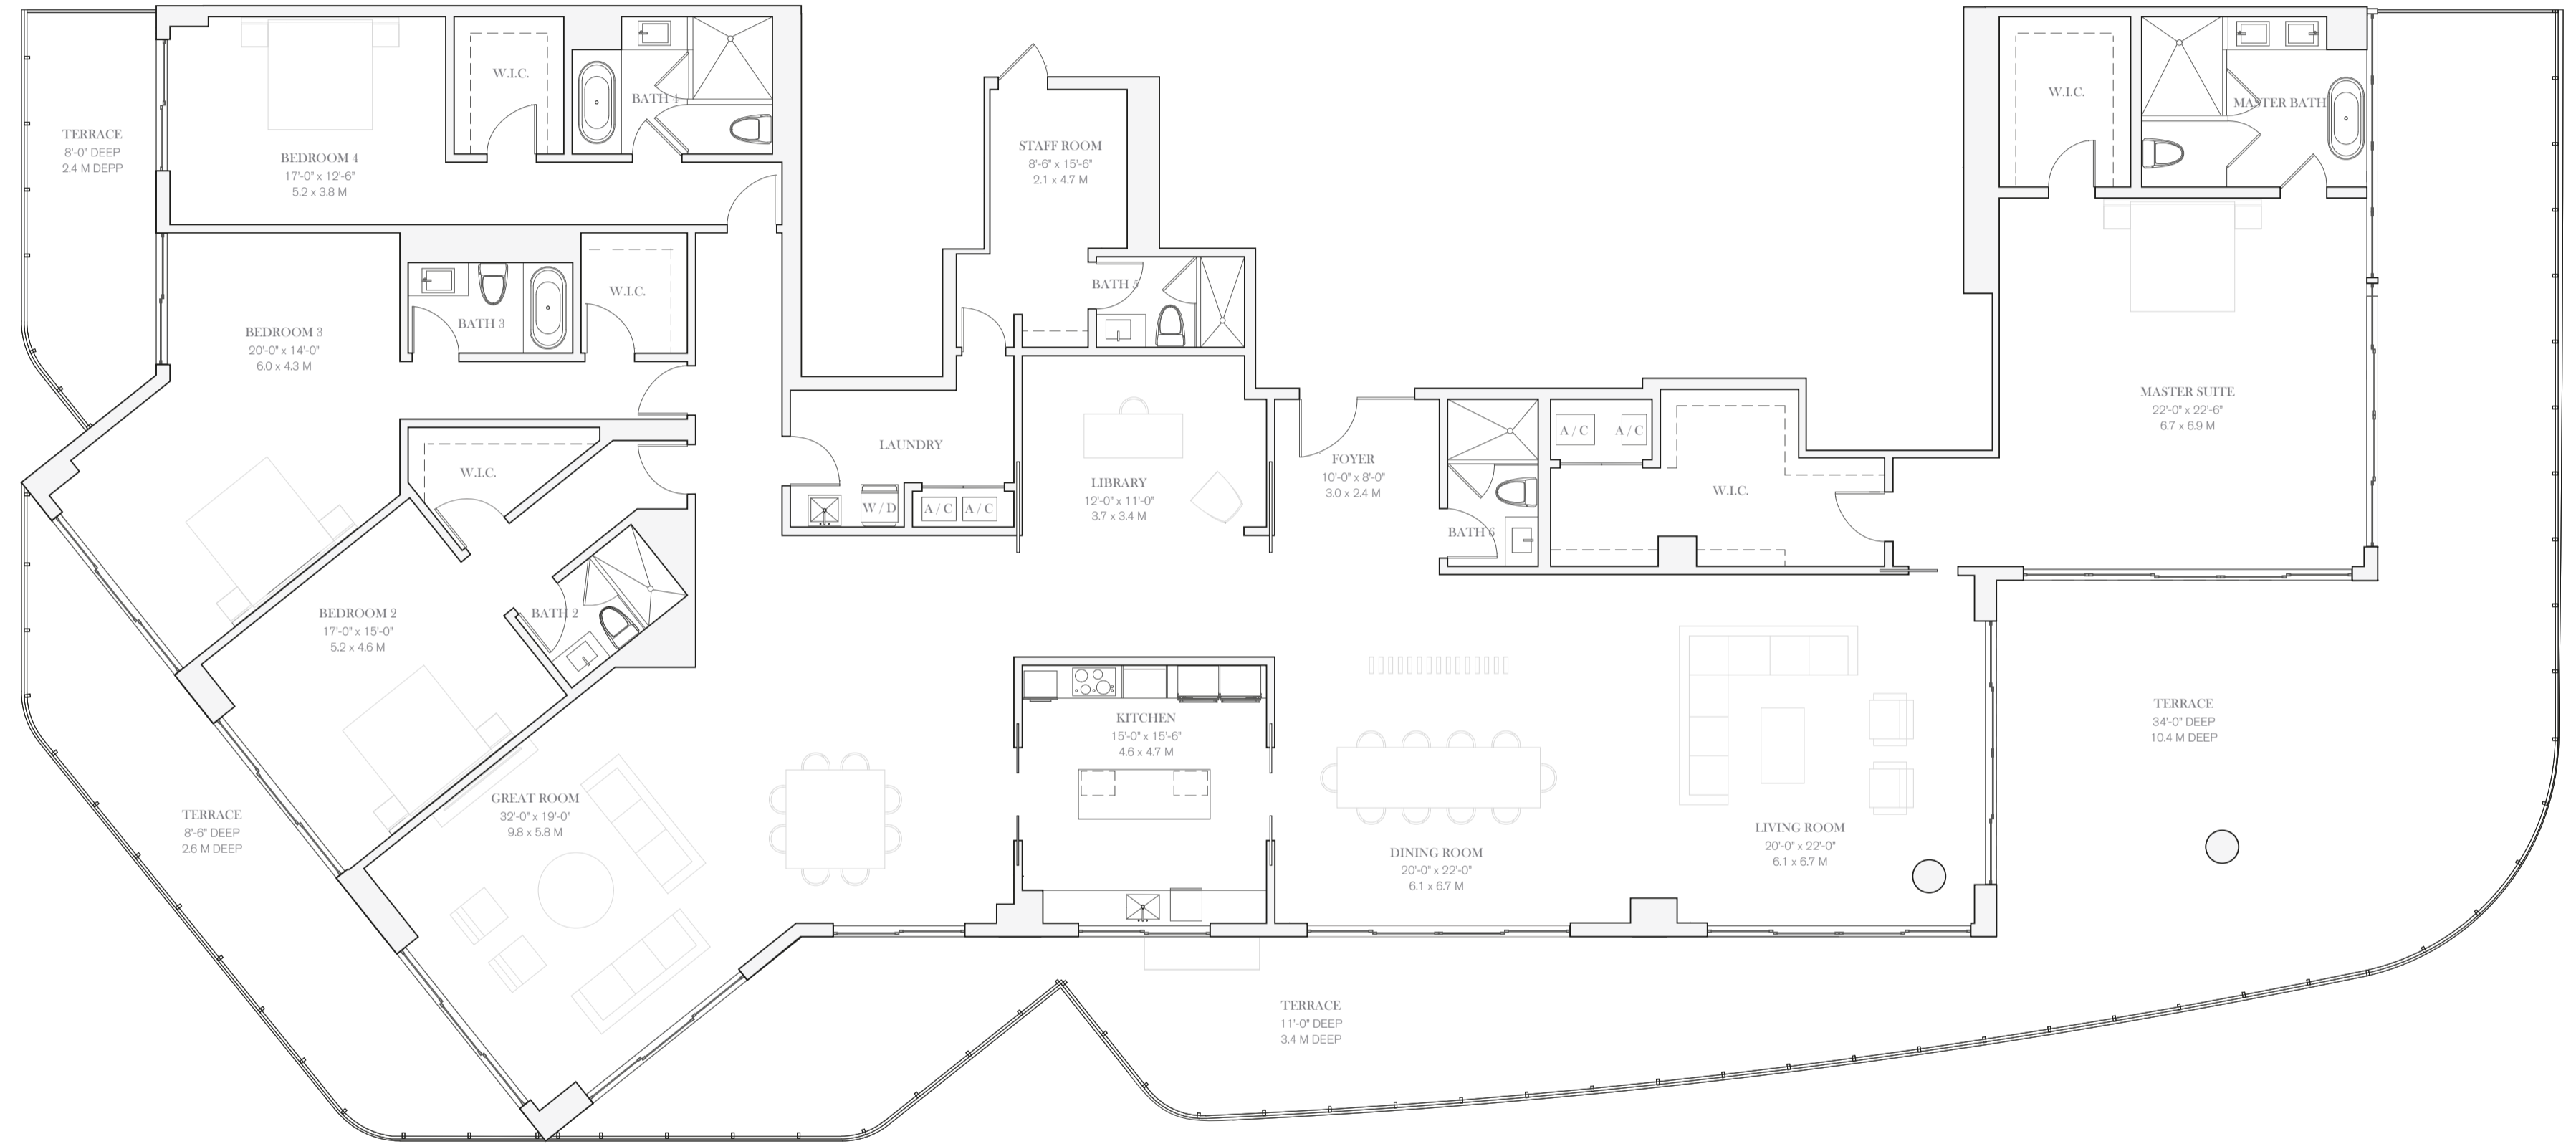 TERRACE
8'-0" DEEP
2.4 M DEPP
BEDROOM 4
17'-0" x 12'-6"
5.2 x 3.8 M
W.I.C.
BATH 4
STAFF ROOM
8'-6" x 15'-6"
2.1 x 4.7 M
W.I.C.
MASTER BATH
BEDROOM 3
20'-0" x 14'-0"
6.0 x 4.3 M
BATH 3
W.I.C.
BATH 5
MASTER SUITE
22'-0" x 22'-6"
6.7 x 6.9 M
W.I.C.
LAUNDRY
W / D
A / C
A / C
LIBRARY
12'-0" x 11'-0"
3.7 x 3.4 M
FOYER
10'-0" x 8'-0"
3.0 x 2.4 M
BATH 6
A / C
A / C
W.I.C.
BEDROOM 2
17'-0" x 15'-0"
5.2 x 4.6 M
BATH 2
KITCHEN
15'-0" x 15'-6"
4.6 x 4.7 M
TERRACE
34'-0" DEEP
10.4 M DEEP
TERRACE
8'-6" DEEP
2.6 M DEEP
GREAT ROOM
32'-0" x 19'-0"
9.8 x 5.8 M
DINING ROOM
20'-0" x 22'-0"
6.1 x 6.7 M
LIVING ROOM
20'-0" x 22'-0"
6.1 x 6.7 M
TERRACE
11'-0" DEEP
3.4 M DEEP